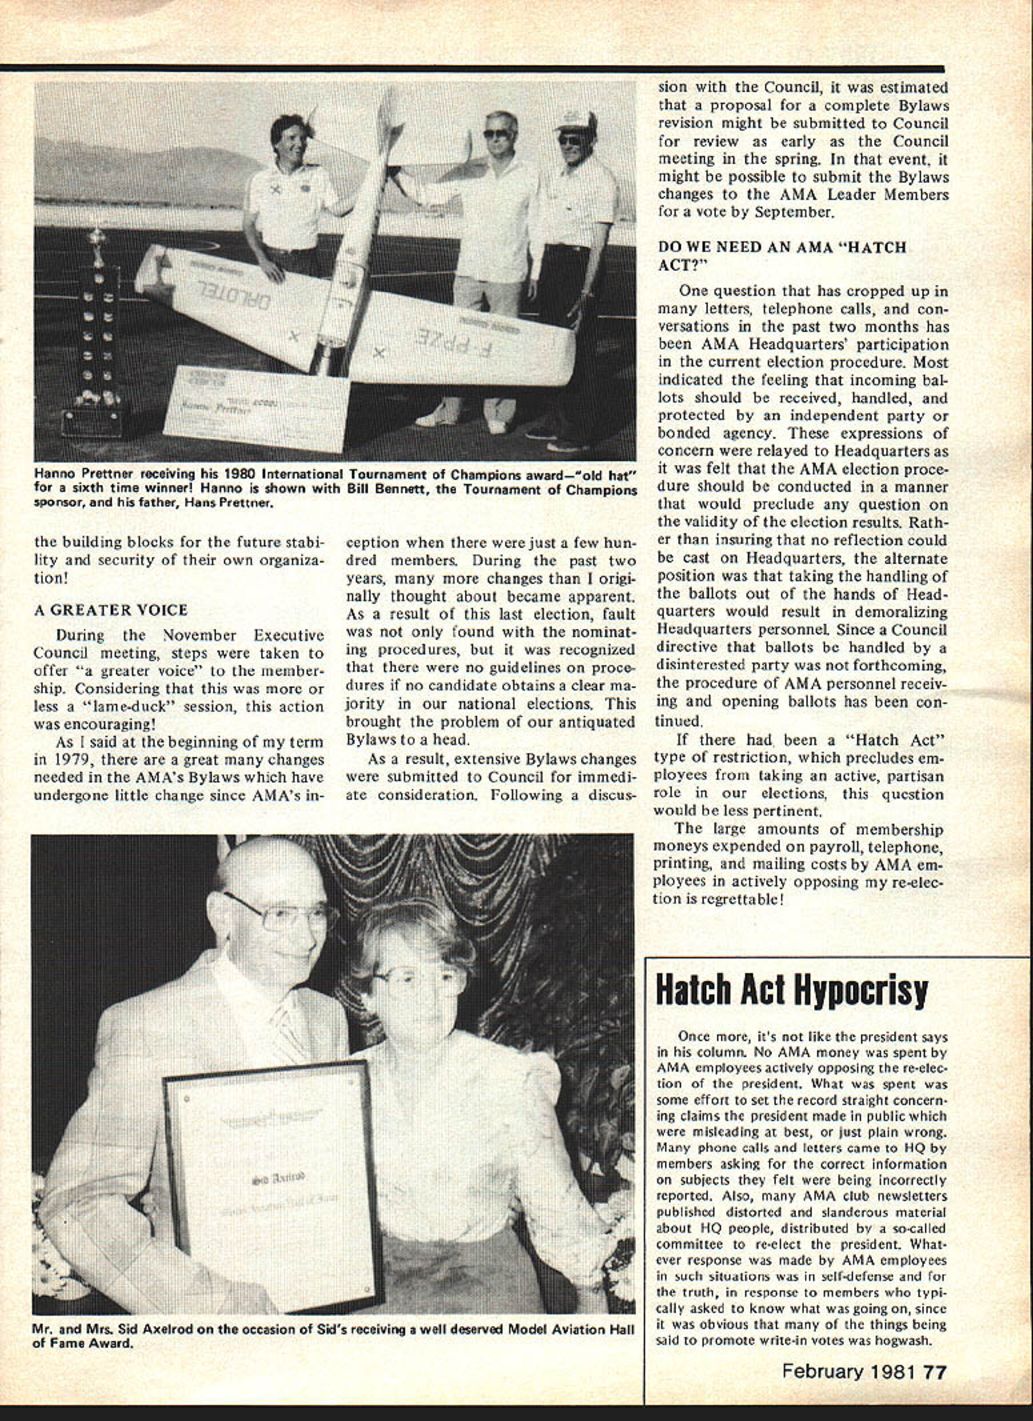 DALOTEL
F-PPZE
Hanno Prettner
Hanno Prettner receiving his 1980 International Tournament of Champions award—"old hat"
for a sixth time winner! Hanno is shown with Bill Bennett, the Tournament of Champions
sponsor, and his father, Hans Prettner.
the building blocks for the future stabi-
lity and security of their own organiza-
tion!
A GREATER VOICE
During the November Executive
Council meeting, steps were taken to
offer "a greater voice" to the member-
ship. Considering that this was more or
less a "lame-duck" session, this action
was encouraging!
As I said at the beginning of my term
in 1979, there are a great many changes
needed in the AMA's Bylaws which have
undergone little change since AMA's in-
ception when there were just a few hun-
dred members. During the past two
years, many more changes than I origi-
nally thought about became apparent.
As a result of this last election, fault
was not only found with the nominat-
ing procedures, but it was recognized
that there were no guidelines on proce-
dures if no candidate obtains a clear ma-
jority in our national elections. This
brought the problem of our antiquated
Bylaws to a head.
As a result, extensive Bylaws changes
were submitted to Council for immedi-
ate consideration. Following a discus-
sion with the Council, it was estimated
that a proposal for a complete Bylaws
revision might be submitted to Council
for review as early as the Council
meeting in the spring. In that event, it
might be possible to submit the Bylaws
changes to the AMA Leader Members
for a vote by September.
DO WE NEED AN AMA "HATCH
ACT?"
One question that has cropped up in
many letters, telephone calls, and con-
versations in the past two months has
been AMA Headquarters' participation
in the current election procedure. Most
indicated the feeling that incoming bal-
lots should be received, handled, and
protected by an independent party or
bonded agency. These expressions of
concern were relayed to Headquarters as
it was felt that the AMA election proce-
dure should be conducted in a manner
that would preclude any question on
the validity of the election results. Rath-
er than insuring that no reflection could
be cast on Headquarters, the alternate
position was that taking the handling of
the ballots out of the hands of Head-
quarters would result in demoralizing
Headquarters personnel. Since a Council
directive that ballots be handled by a
disinterested party was not forthcoming,
the procedure of AMA personnel receiv-
ing and opening ballots has been con-
tinued.
If there had been a "Hatch Act"
type of restriction, which precludes em-
ployees from taking an active, partisan
role in our elections, this question
would be less pertinent.
The large amounts of membership
moneys expended on payroll, telephone,
printing, and mailing costs by AMA em-
ployees in actively opposing my re-elec-
tion is regrettable!
Sid Axelrod
Mr. and Mrs. Sid Axelrod on the occasion of Sid's receiving a well deserved Model Aviation Hall
of Fame Award.
Hatch Act Hypocrisy
Once more, it's not like the president says
in his column. No AMA money was spent by
AMA employees actively opposing the re-elec-
tion of the president. What was spent was
some effort to set the record straight concern-
ing claims the president made in public which
were misleading at best, or just plain wrong.
Many phone calls and letters came to HQ by
members asking for the correct information
on subjects they felt were being incorrectly
reported. Also, many AMA club newsletters
published distorted and slanderous material
about HQ people, distributed by a so-called
committee to re-elect the president. What-
ever response was made by AMA employees
in such situations was in self-defense and for
the truth, in response to members who typi-
cally asked to know what was going on, since
it was obvious that many of the things being
said to promote write-in votes was hogwash.
February 1981 77